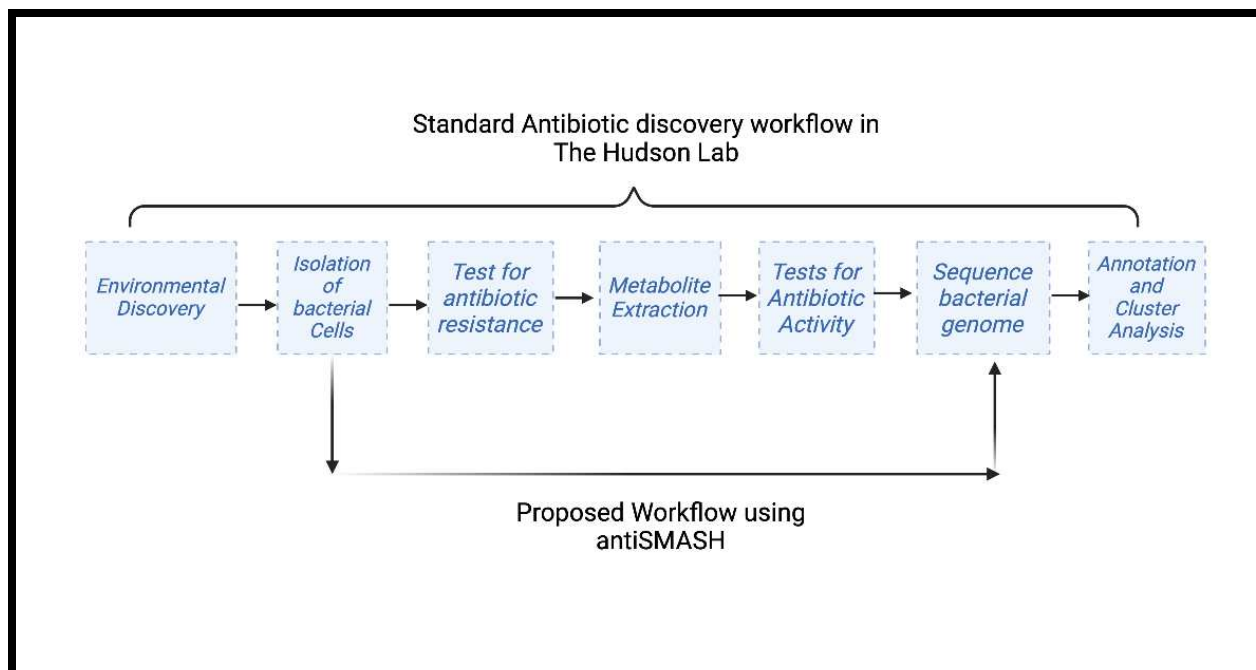 Standard Antibiotic discovery workflow in
The Hudson Lab
Environmental
Discovery
Isolation
of
bacterial
Cells
Test for
antibiotic
resistance
Metabolite
Extraction
Tests for
Antibiotic
Activity
Sequence
bacterial
genome
Annotation
and
Cluster
Analysis
Proposed Workflow using
antiSMASH